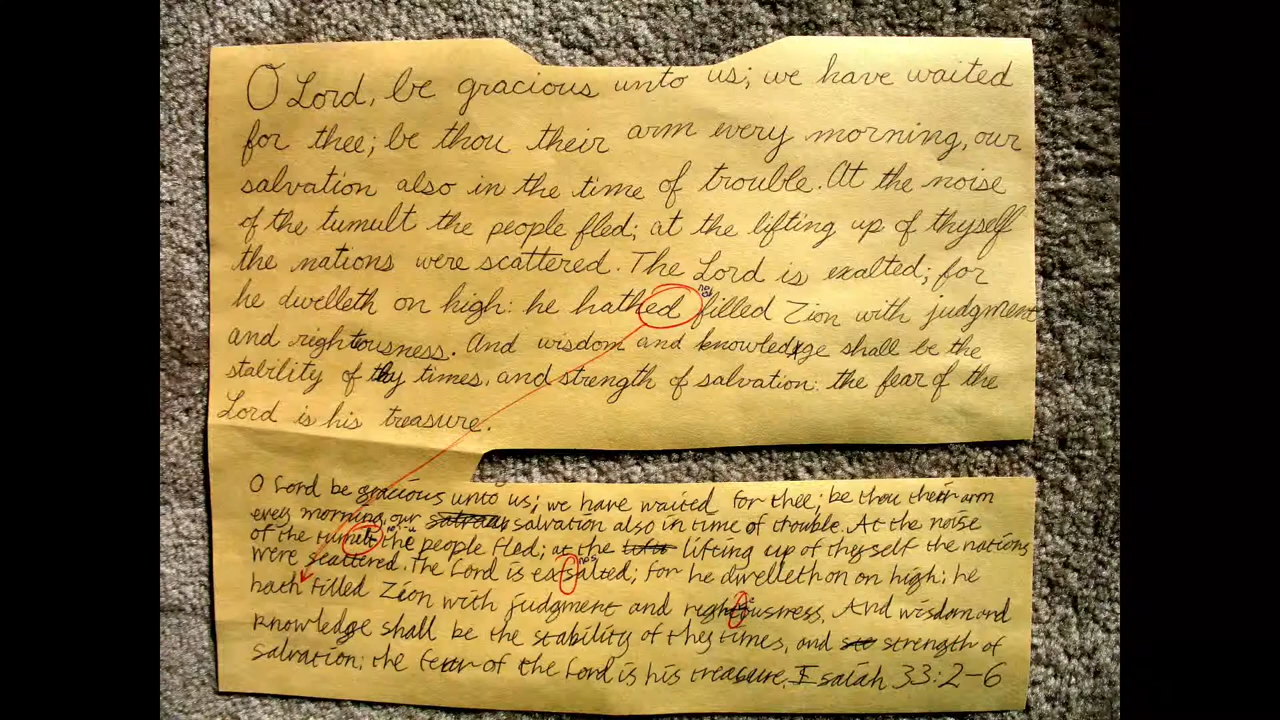 O Lord, be gracious unto us; we have waited
for thee; be thou their arm every morning, our
salvation also in the time of trouble. At the noise
of the tumult the people fled; at the lifting up of thyself
the nations were scattered. The Lord is exalted; for
he dwelleth on high: he hathed filled Zion with judgment
and rightousness. And wisdom and knowledge shall be the
stability of thy times, and strength of salvation: the fear of the
Lord is his treasure.
O Lord be gracious unto us; we have waited for thee; be thou their arm
every morning, our salvation also in time of trouble. At the noise
of the tumult the people fled; at the lifting up of thyself the nations
were scattered. The Lord is exsalted; for he dwelleth on on high: he
hath filled Zion with judgment and rightousness. And wisdom and
knowledge shall be the stability of they times, and strength of
salvation; the fear of the Lord is his treasure. Isaiah 33:2-6